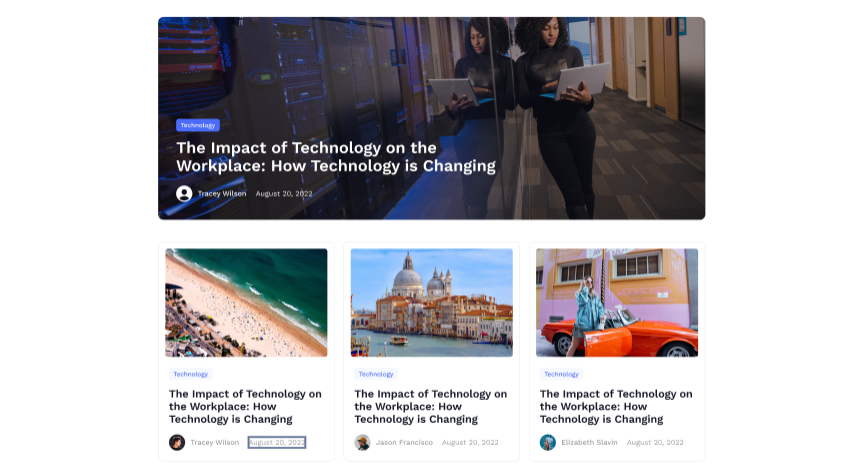 Technology
The Impact of Technology on the
Workplace: How Technology is Changing
Tracey Wilson August 20, 2022
Technology
The Impact of Technology on
the Workplace: How
Technology is Changing
Tracey Wilson August 20, 2022
Technology
The Impact of Technology on
the Workplace: How
Technology is Changing
Jason Francisco August 20, 2022
Technology
The Impact of Technology on
the Workplace: How
Technology is Changing
Elizabeth Slavin August 20, 2022